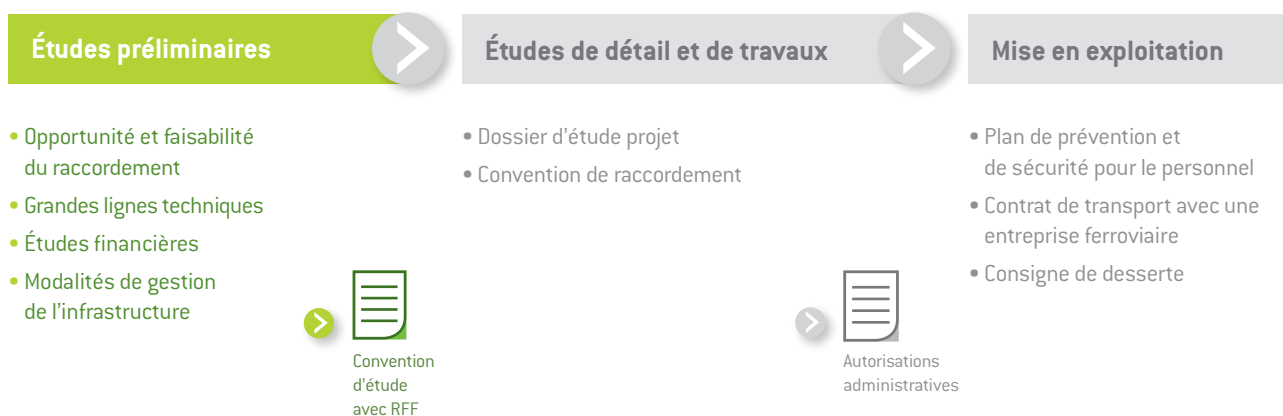 Études préliminaires
• Opportunité et faisabilité
du raccordement
• Grandes lignes techniques
• Études financières
• Modalités de gestion
de l'infrastructure
Convention
d'étude
avec RFF
Études de détail et de travaux
• Dossier d'étude projet
• Convention de raccordement
Autorisations
administratives
Mise en exploitation
• Plan de prévention et
de sécurité pour le personnel
• Contrat de transport avec une
entreprise ferroviaire
• Consigne de desserte